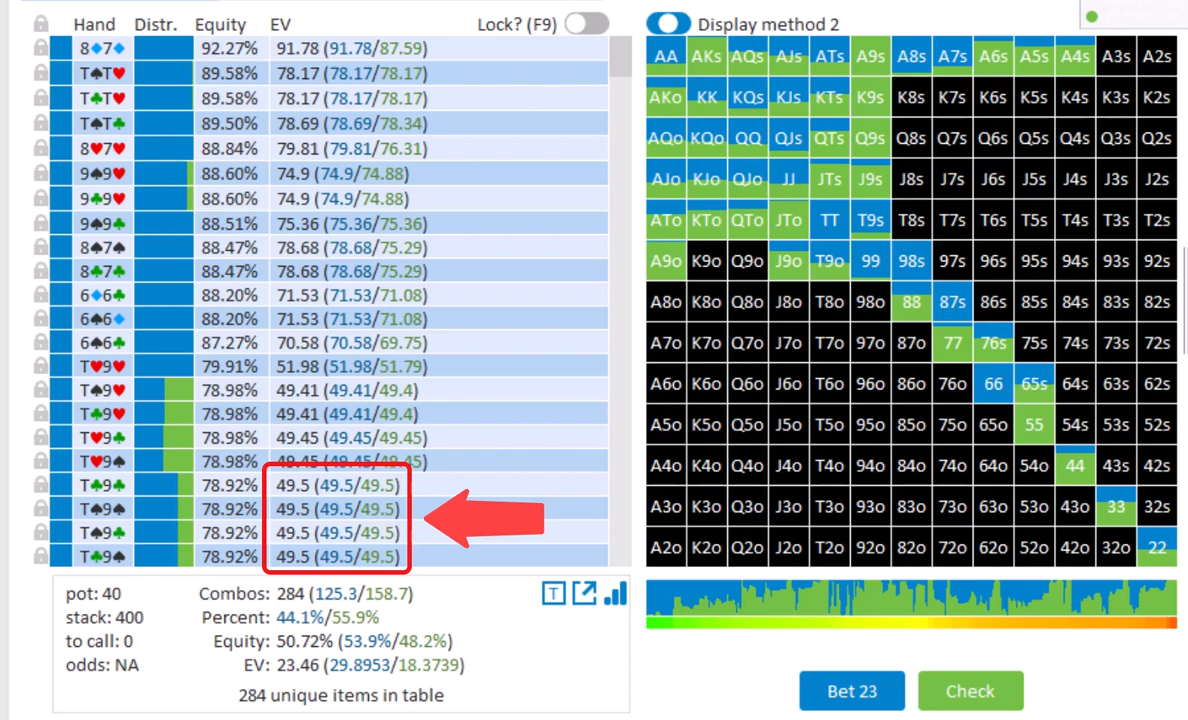 Hand Distr. Equity EV Lock? (F9)
8♦7♦ 92.27% 91.78 (91.78/87.59)
T♠T♥ 89.58% 78.17 (78.17/78.17)
T♣T♥ 89.58% 78.17 (78.17/78.17)
T♠T♣ 89.50% 78.69 (78.69/78.34)
8♥7♥ 88.84% 79.81 (79.81/76.31)
9♠9♥ 88.60% 74.9 (74.9/74.88)
9♣9♥ 88.60% 74.9 (74.9/74.88)
9♠9♣ 88.51% 75.36 (75.36/75.36)
8♠7♠ 88.47% 78.68 (78.68/75.29)
8♣7♣ 88.47% 78.68 (78.68/75.29)
6♦6♣ 88.20% 71.53 (71.53/71.08)
6♠6♦ 88.20% 71.53 (71.53/71.08)
6♠6♣ 87.27% 70.58 (70.58/69.75)
T♥9♥ 79.91% 51.98 (51.98/51.79)
T♠9♥ 78.98% 49.41 (49.41/49.4)
T♣9♥ 78.98% 49.41 (49.41/49.4)
T♥9♣ 78.98% 49.45 (49.45/49.45)
T♥9♠ 78.98% 49.45 (49.45/49.45)
T♣9♣ 78.92% 49.5 (49.5/49.5)
T♠9♠ 78.92% 49.5 (49.5/49.5)
T♠9♣ 78.92% 49.5 (49.5/49.5)
T♣9♠ 78.92% 49.5 (49.5/49.5)
pot: 40 Combos: 284 (125.3/158.7)
stack: 400 Percent: 44.1%/55.9%
to call: 0 Equity: 50.72% (53.9%/48.2%)
odds: NA EV: 23.46 (29.8953/18.3739)
284 unique items in table
T
Display method 2
AA AKs AQs AJs ATs A9s A8s A7s A6s A5s A4s A3s A2s
AKo KK KQs KJs KTs K9s K8s K7s K6s K5s K4s K3s K2s
AQo KQo QQ QJs QTs Q9s Q8s Q7s Q6s Q5s Q4s Q3s Q2s
AJo KJo QJo JJ JTs J9s J8s J7s J6s J5s J4s J3s J2s
ATo KTo QTo JTo TT T9s T8s T7s T6s T5s T4s T3s T2s
A9o K9o Q9o J9o T9o 99 98s 97s 96s 95s 94s 93s 92s
A8o K8o Q8o J8o T8o 98o 88 87s 86s 85s 84s 83s 82s
A7o K7o Q7o J7o T7o 97o 87o 77 76s 75s 74s 73s 72s
A6o K6o Q6o J6o T6o 96o 86o 76o 66 65s 64s 63s 62s
A5o K5o Q5o J5o T5o 95o 85o 75o 65o 55 54s 53s 52s
A4o K4o Q4o J4o T4o 94o 84o 74o 64o 54o 44 43s 42s
A3o K3o Q3o J3o T3o 93o 83o 73o 63o 53o 43o 33 32s
A2o K2o Q2o J2o T2o 92o 82o 72o 62o 52o 42o 32o 22
Bet 23 Check